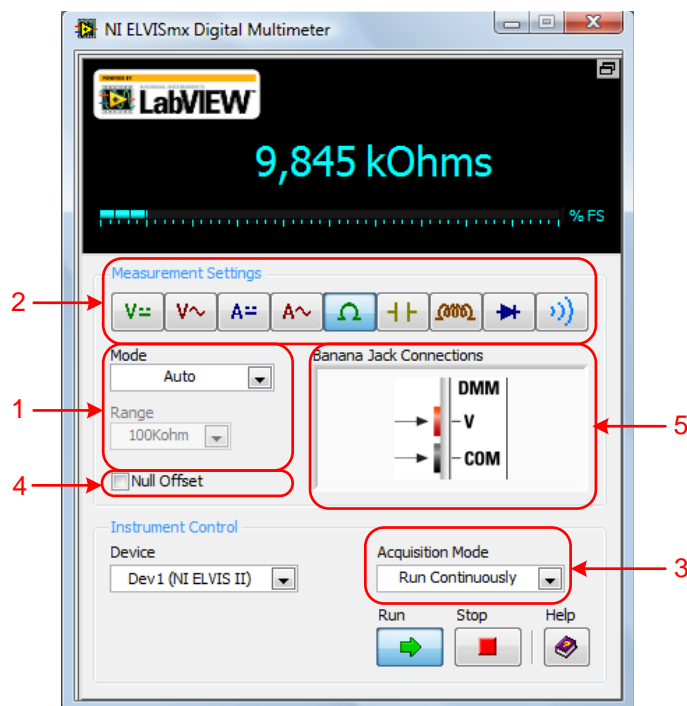 NI ELVISmx Digital Multimeter
POWERED BY
LabVIEW
9,845 kOhms
% FS
Measurement Settings
2
V
V
A
A
Ω
Mode
Auto
Range
100Kohm
1
Banana Jack Connections
DMM
V
COM
5
4
Null Offset
Instrument Control
Device
Dev1 (NI ELVIS II)
Acquisition Mode
Run Continuously
3
Run
Stop
Help